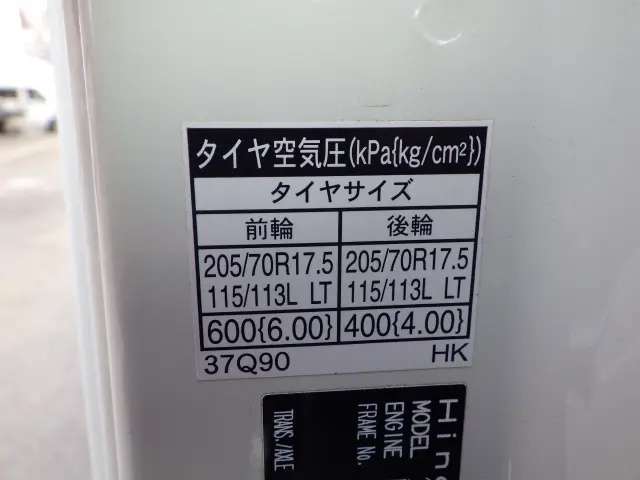 タイヤ空気圧(kPa{kg/cm²})
タイヤサイズ
前輪 後輪
205/70R17.5 205/70R17.5
115/113L LT 115/113L LT
600{6.00} 400{4.00}
37Q90 HK
MODEL
ENGINE
FRAME No.
TRANS./AXLE